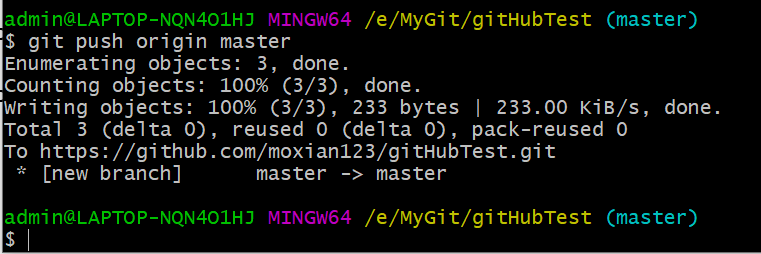 admin@LAPTOP-NQN4O1HJ MINGW64 /e/MyGit/gitHubTest (master)
$ git push origin master
Enumerating objects: 3, done.
Counting objects: 100% (3/3), done.
Writing objects: 100% (3/3), 233 bytes | 233.00 KiB/s, done.
Total 3 (delta 0), reused 0 (delta 0), pack-reused 0
To https://github.com/moxian123/gitHubTest.git
 * [new branch]      master -> master
admin@LAPTOP-NQN4O1HJ MINGW64 /e/MyGit/gitHubTest (master)
$